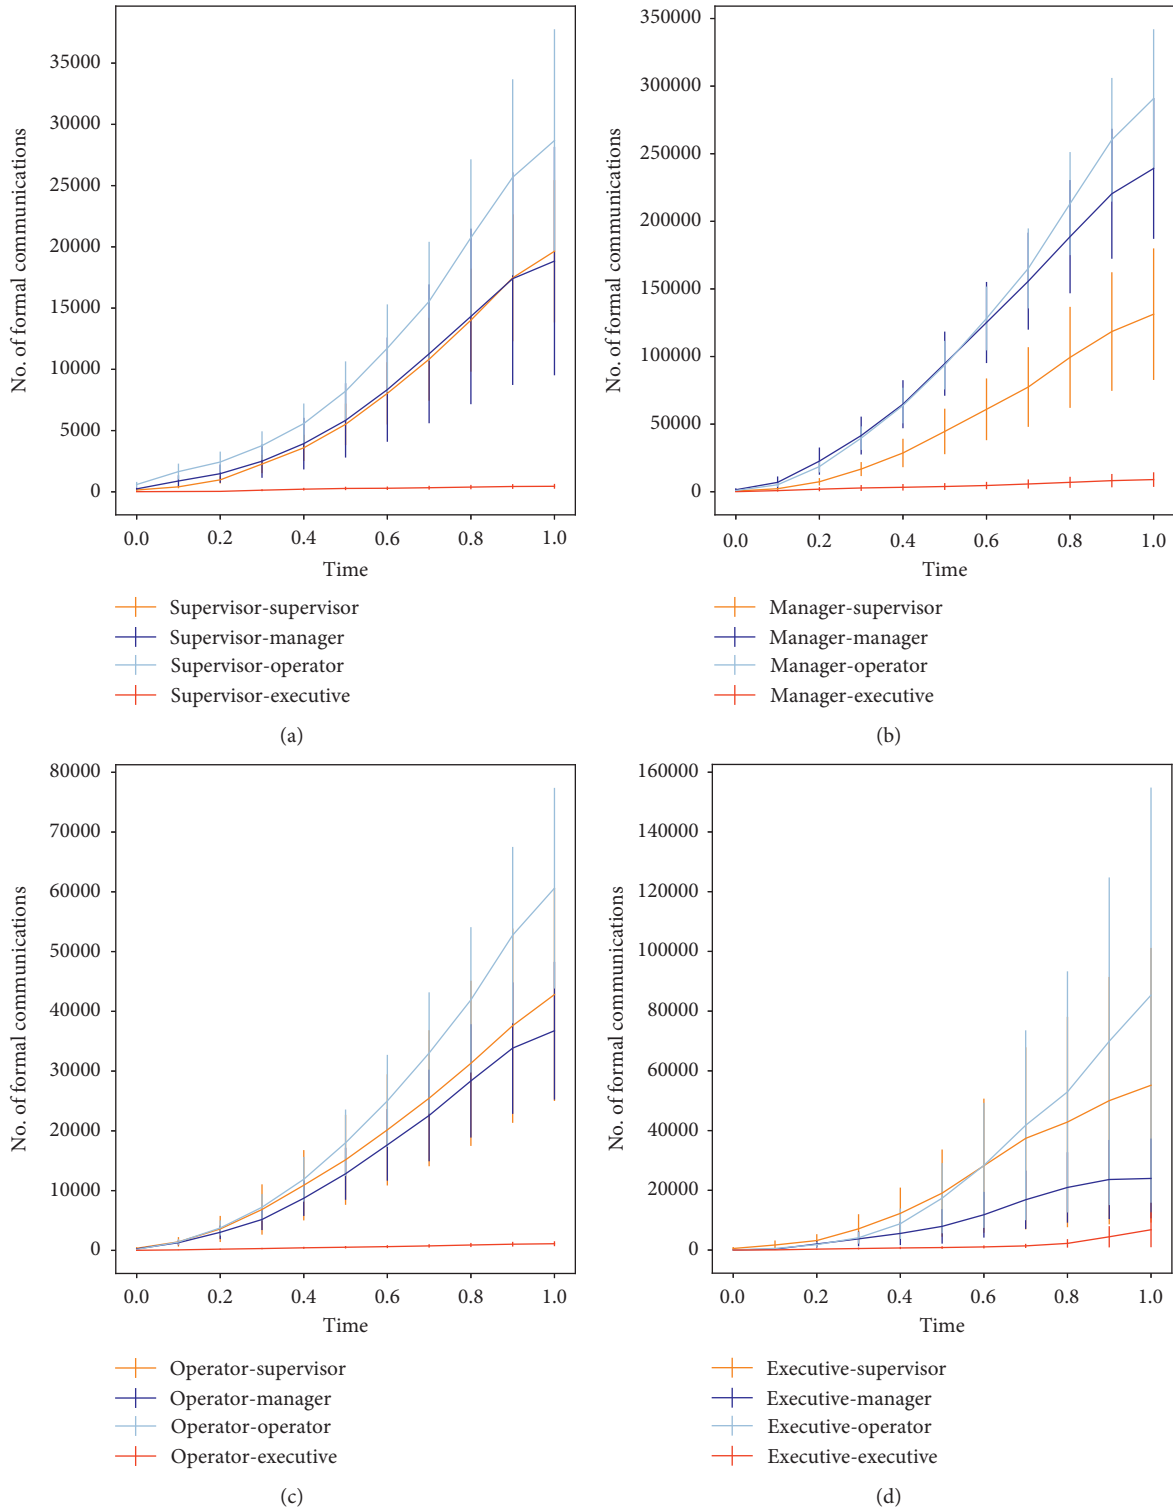 35000
30000
25000
20000
15000
10000
5000
0
No. of formal communications
0.0 0.2 0.4 0.6 0.8 1.0
Time
Supervisor-supervisor
Supervisor-manager
Supervisor-operator
Supervisor-executive
(a)
350000
300000
250000
200000
150000
100000
50000
0
No. of formal communications
0.0 0.2 0.4 0.6 0.8 1.0
Time
Manager-supervisor
Manager-manager
Manager-operator
Manager-executive
(b)
80000
70000
60000
50000
40000
30000
20000
10000
0
No. of formal communications
0.0 0.2 0.4 0.6 0.8 1.0
Time
Operator-supervisor
Operator-manager
Operator-operator
Operator-executive
(c)
160000
140000
120000
100000
80000
60000
40000
20000
0
No. of formal communications
0.0 0.2 0.4 0.6 0.8 1.0
Time
Executive-supervisor
Executive-manager
Executive-operator
Executive-executive
(d)